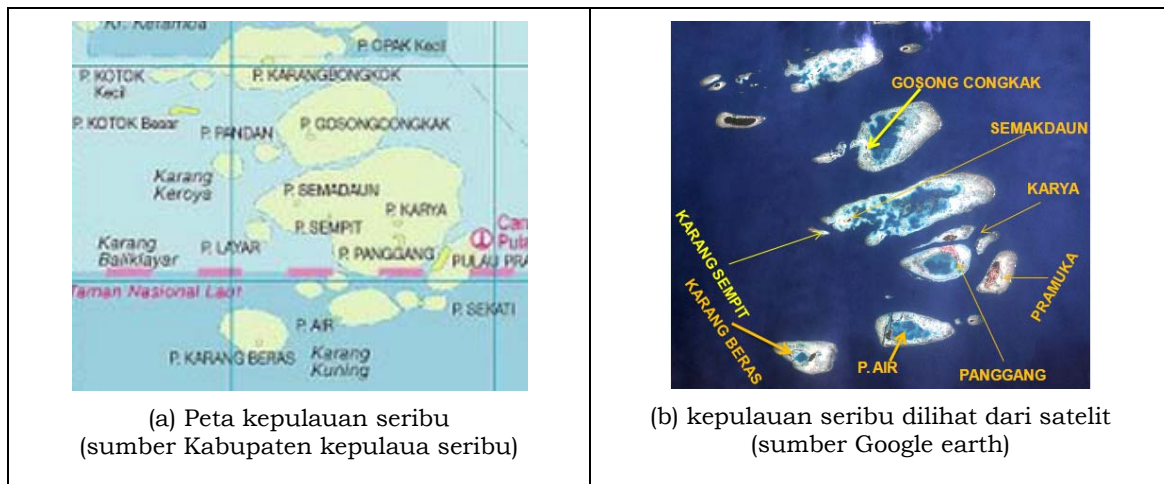 P. OPAK Kecil
P. KOTOK
Kecil
P. KARANGBONGKOK
P. KOTOK Besar
P. PANDAN
P. GOSONGCONGKAK
Karang
Keroya
P. SEMADAUN
P. SEMPIT
P. KARYA
Karang
Baliklayar
P. LAYAR
P. PANGGANG
PULAU PRA
Taman Nasional Laut
P. SEKATI
P. AIR
P. KARANG BERAS
Karang
Kuning
(a) Peta kepulauan seribu
(sumber Kabupaten kepulaua seribu)
GOSONG CONGKAK
SEMAKDAUN
KARYA
KARANG SEMPIT
KARANG BERAS
PRAMUKA
P. AIR
PANGGANG
(b) kepulauan seribu dilihat dari satelit
(sumber Google earth)